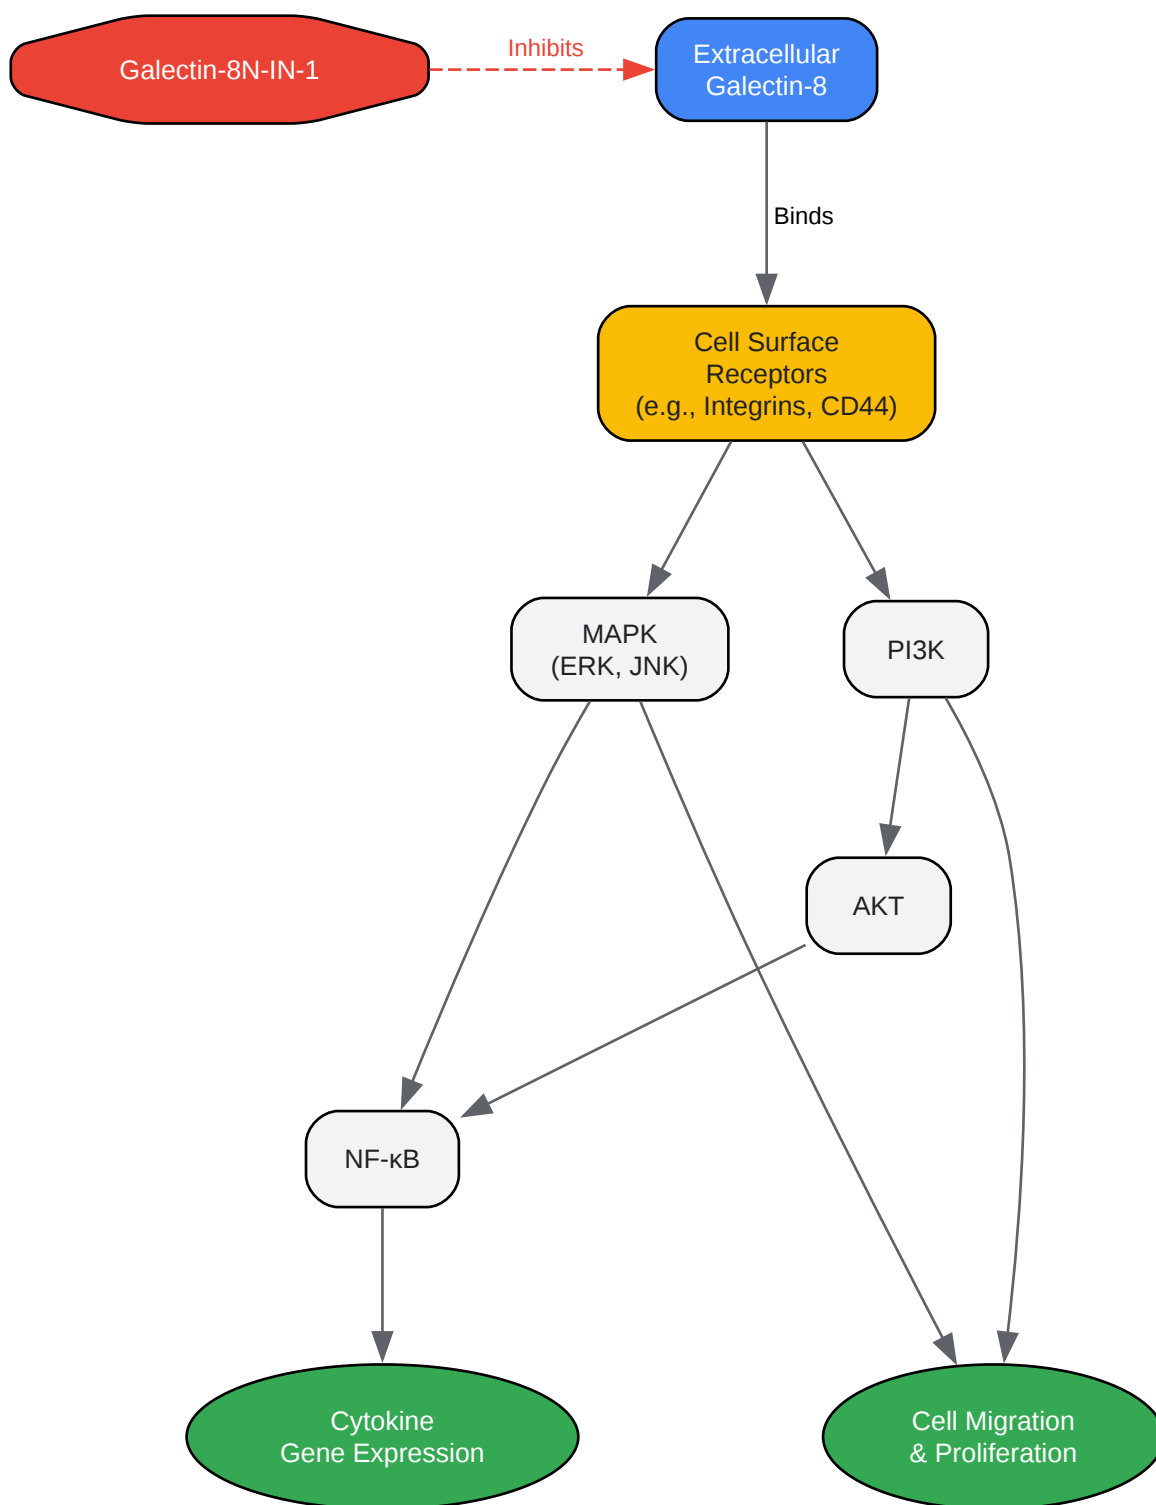 Galectin-8N-IN-1
Inhibits
Extracellular
Galectin-8
Binds
Cell Surface
Receptors
(e.g., Integrins, CD44)
MAPK
(ERK, JNK)
PI3K
AKT
NF-κB
Cytokine
Gene Expression
Cell Migration
& Proliferation